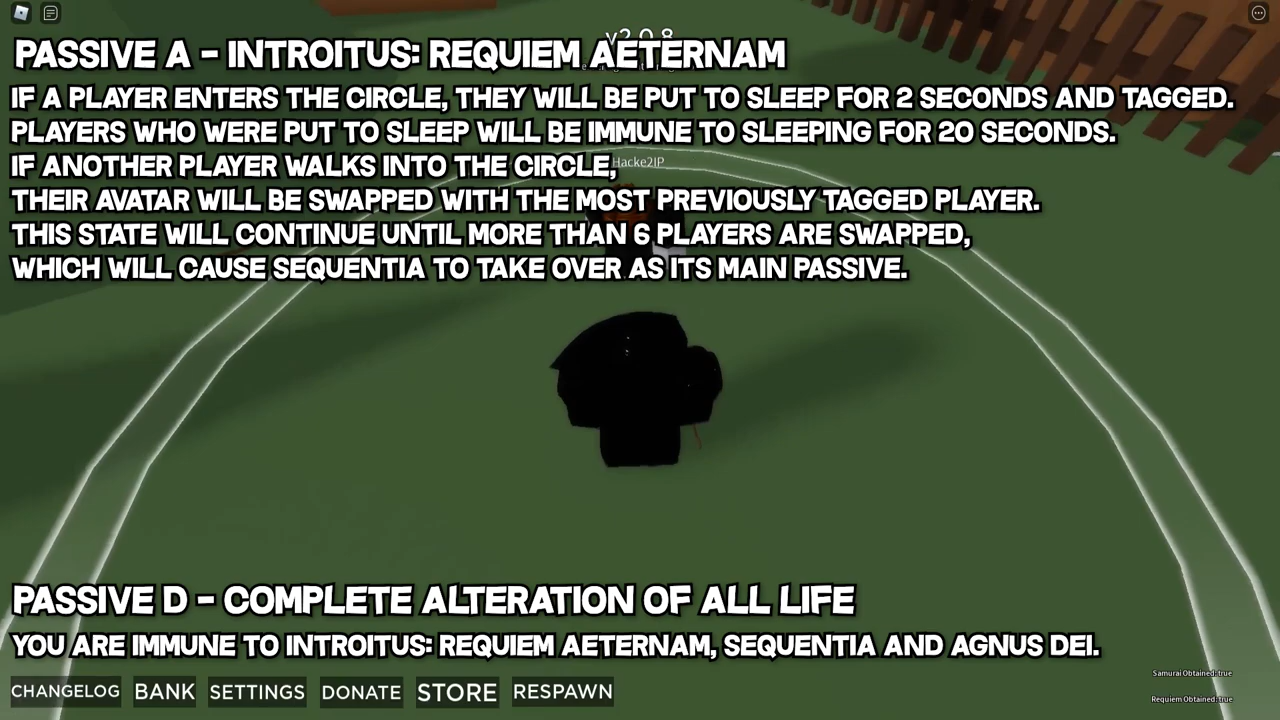 v2.0.8
PASSIVE A - INTROITUS: REQUIEM AETERNAM
IF A PLAYER ENTERS THE CIRCLE, THEY WILL BE PUT TO SLEEP FOR 2 SECONDS AND TAGGED.
PLAYERS WHO WERE PUT TO SLEEP WILL BE IMMUNE TO SLEEPING FOR 20 SECONDS.
IF ANOTHER PLAYER WALKS INTO THE CIRCLE,
Hacke2IP
THEIR AVATAR WILL BE SWAPPED WITH THE MOST PREVIOUSLY TAGGED PLAYER.
THIS STATE WILL CONTINUE UNTIL MORE THAN 6 PLAYERS ARE SWAPPED,
WHICH WILL CAUSE SEQUENTIA TO TAKE OVER AS ITS MAIN PASSIVE.
PASSIVE D - COMPLETE ALTERATION OF ALL LIFE
YOU ARE IMMUNE TO INTROITUS: REQUIEM AETERNAM, SEQUENTIA AND AGNUS DEI.
Samurai Obtained: true
CHANGELOG BANK SETTINGS DONATE STORE RESPAWN
Requiem Obtained: true